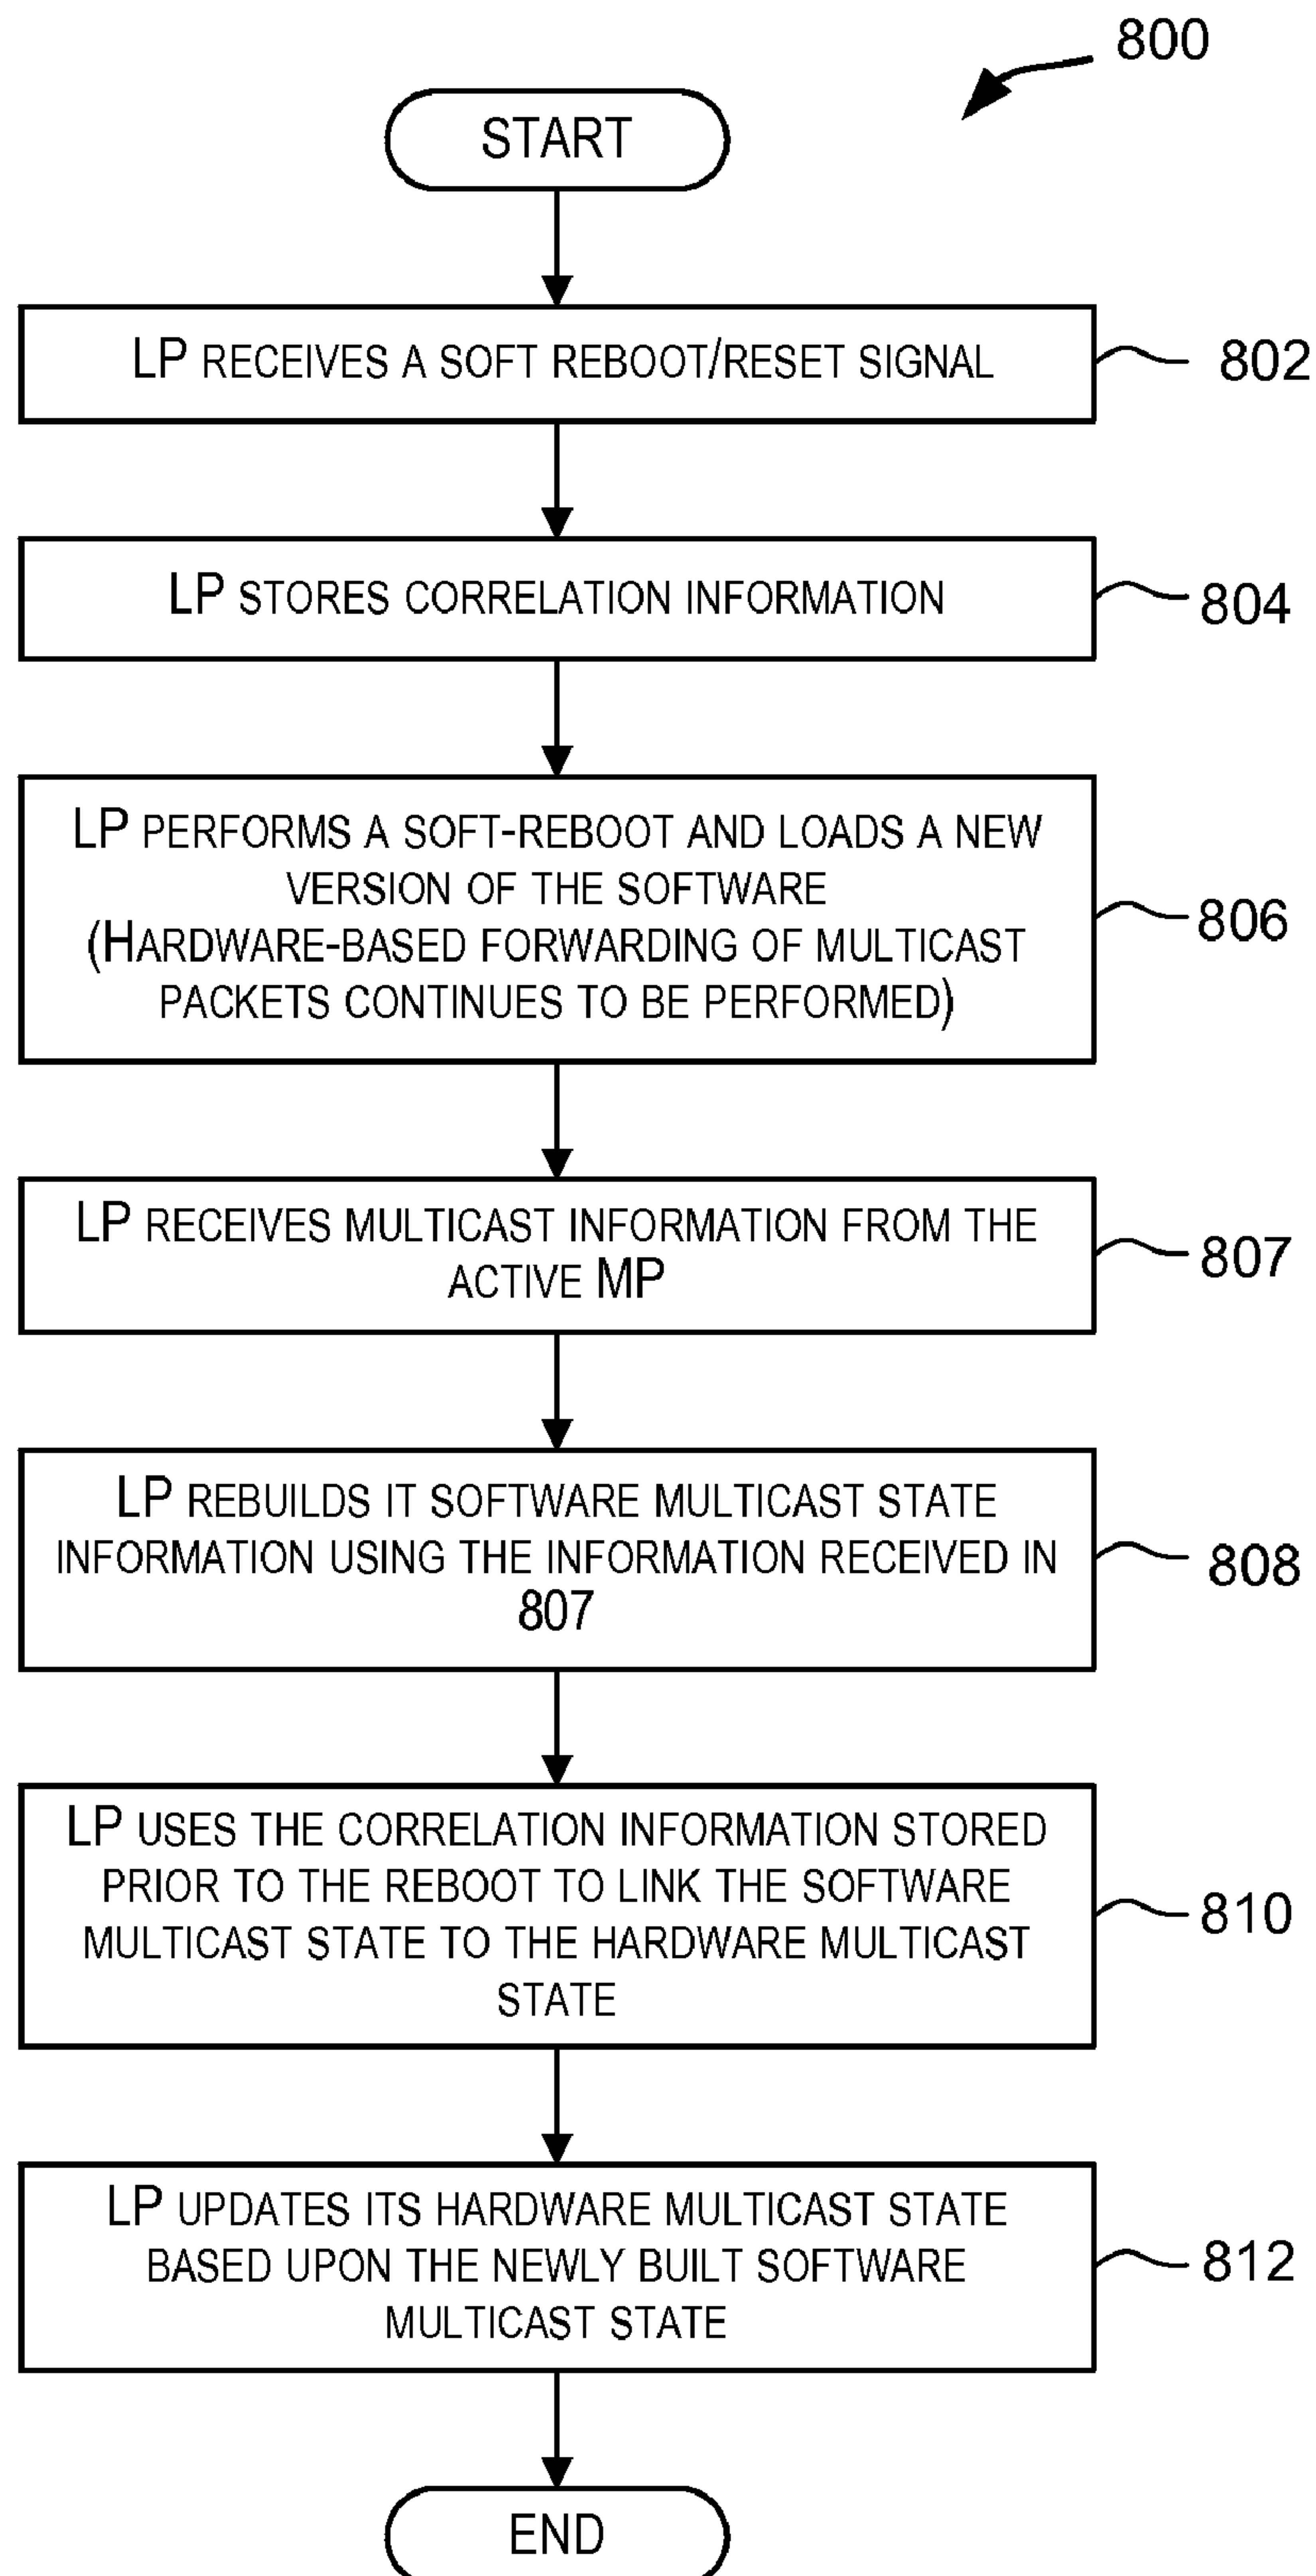 800
START
LP RECEIVES A SOFT REBOOT/RESET SIGNAL
802
LP STORES CORRELATION INFORMATION
804
LP PERFORMS A SOFT-REBOOT AND LOADS A NEW
VERSION OF THE SOFTWARE
(HARDWARE-BASED FORWARDING OF MULTICAST
PACKETS CONTINUES TO BE PERFORMED)
806
LP RECEIVES MULTICAST INFORMATION FROM THE
ACTIVE MP
807
LP REBUILDS IT SOFTWARE MULTICAST STATE
INFORMATION USING THE INFORMATION RECEIVED IN
807
808
LP USES THE CORRELATION INFORMATION STORED
PRIOR TO THE REBOOT TO LINK THE SOFTWARE
MULTICAST STATE TO THE HARDWARE MULTICAST
STATE
810
LP UPDATES ITS HARDWARE MULTICAST STATE
BASED UPON THE NEWLY BUILT SOFTWARE
MULTICAST STATE
812
END